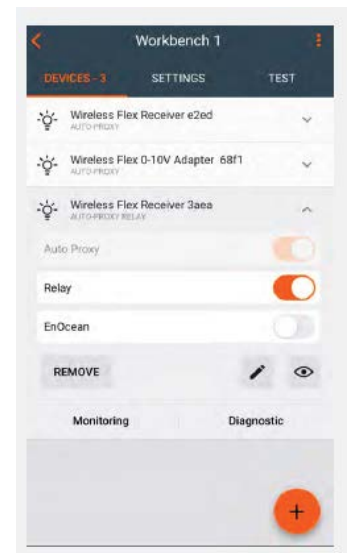 Workbench 1
DEVICES - 3 SETTINGS TEST
Wireless Flex Receiver e2ed
AUTO-PROXY
Wireless Flex 0-10V Adapter 68f1
AUTO-PROXY
Wireless Flex Receiver 3aea
AUTO-PROXY RELAY
Auto Proxy
Relay
EnOcean
REMOVE
Monitoring Diagnostic